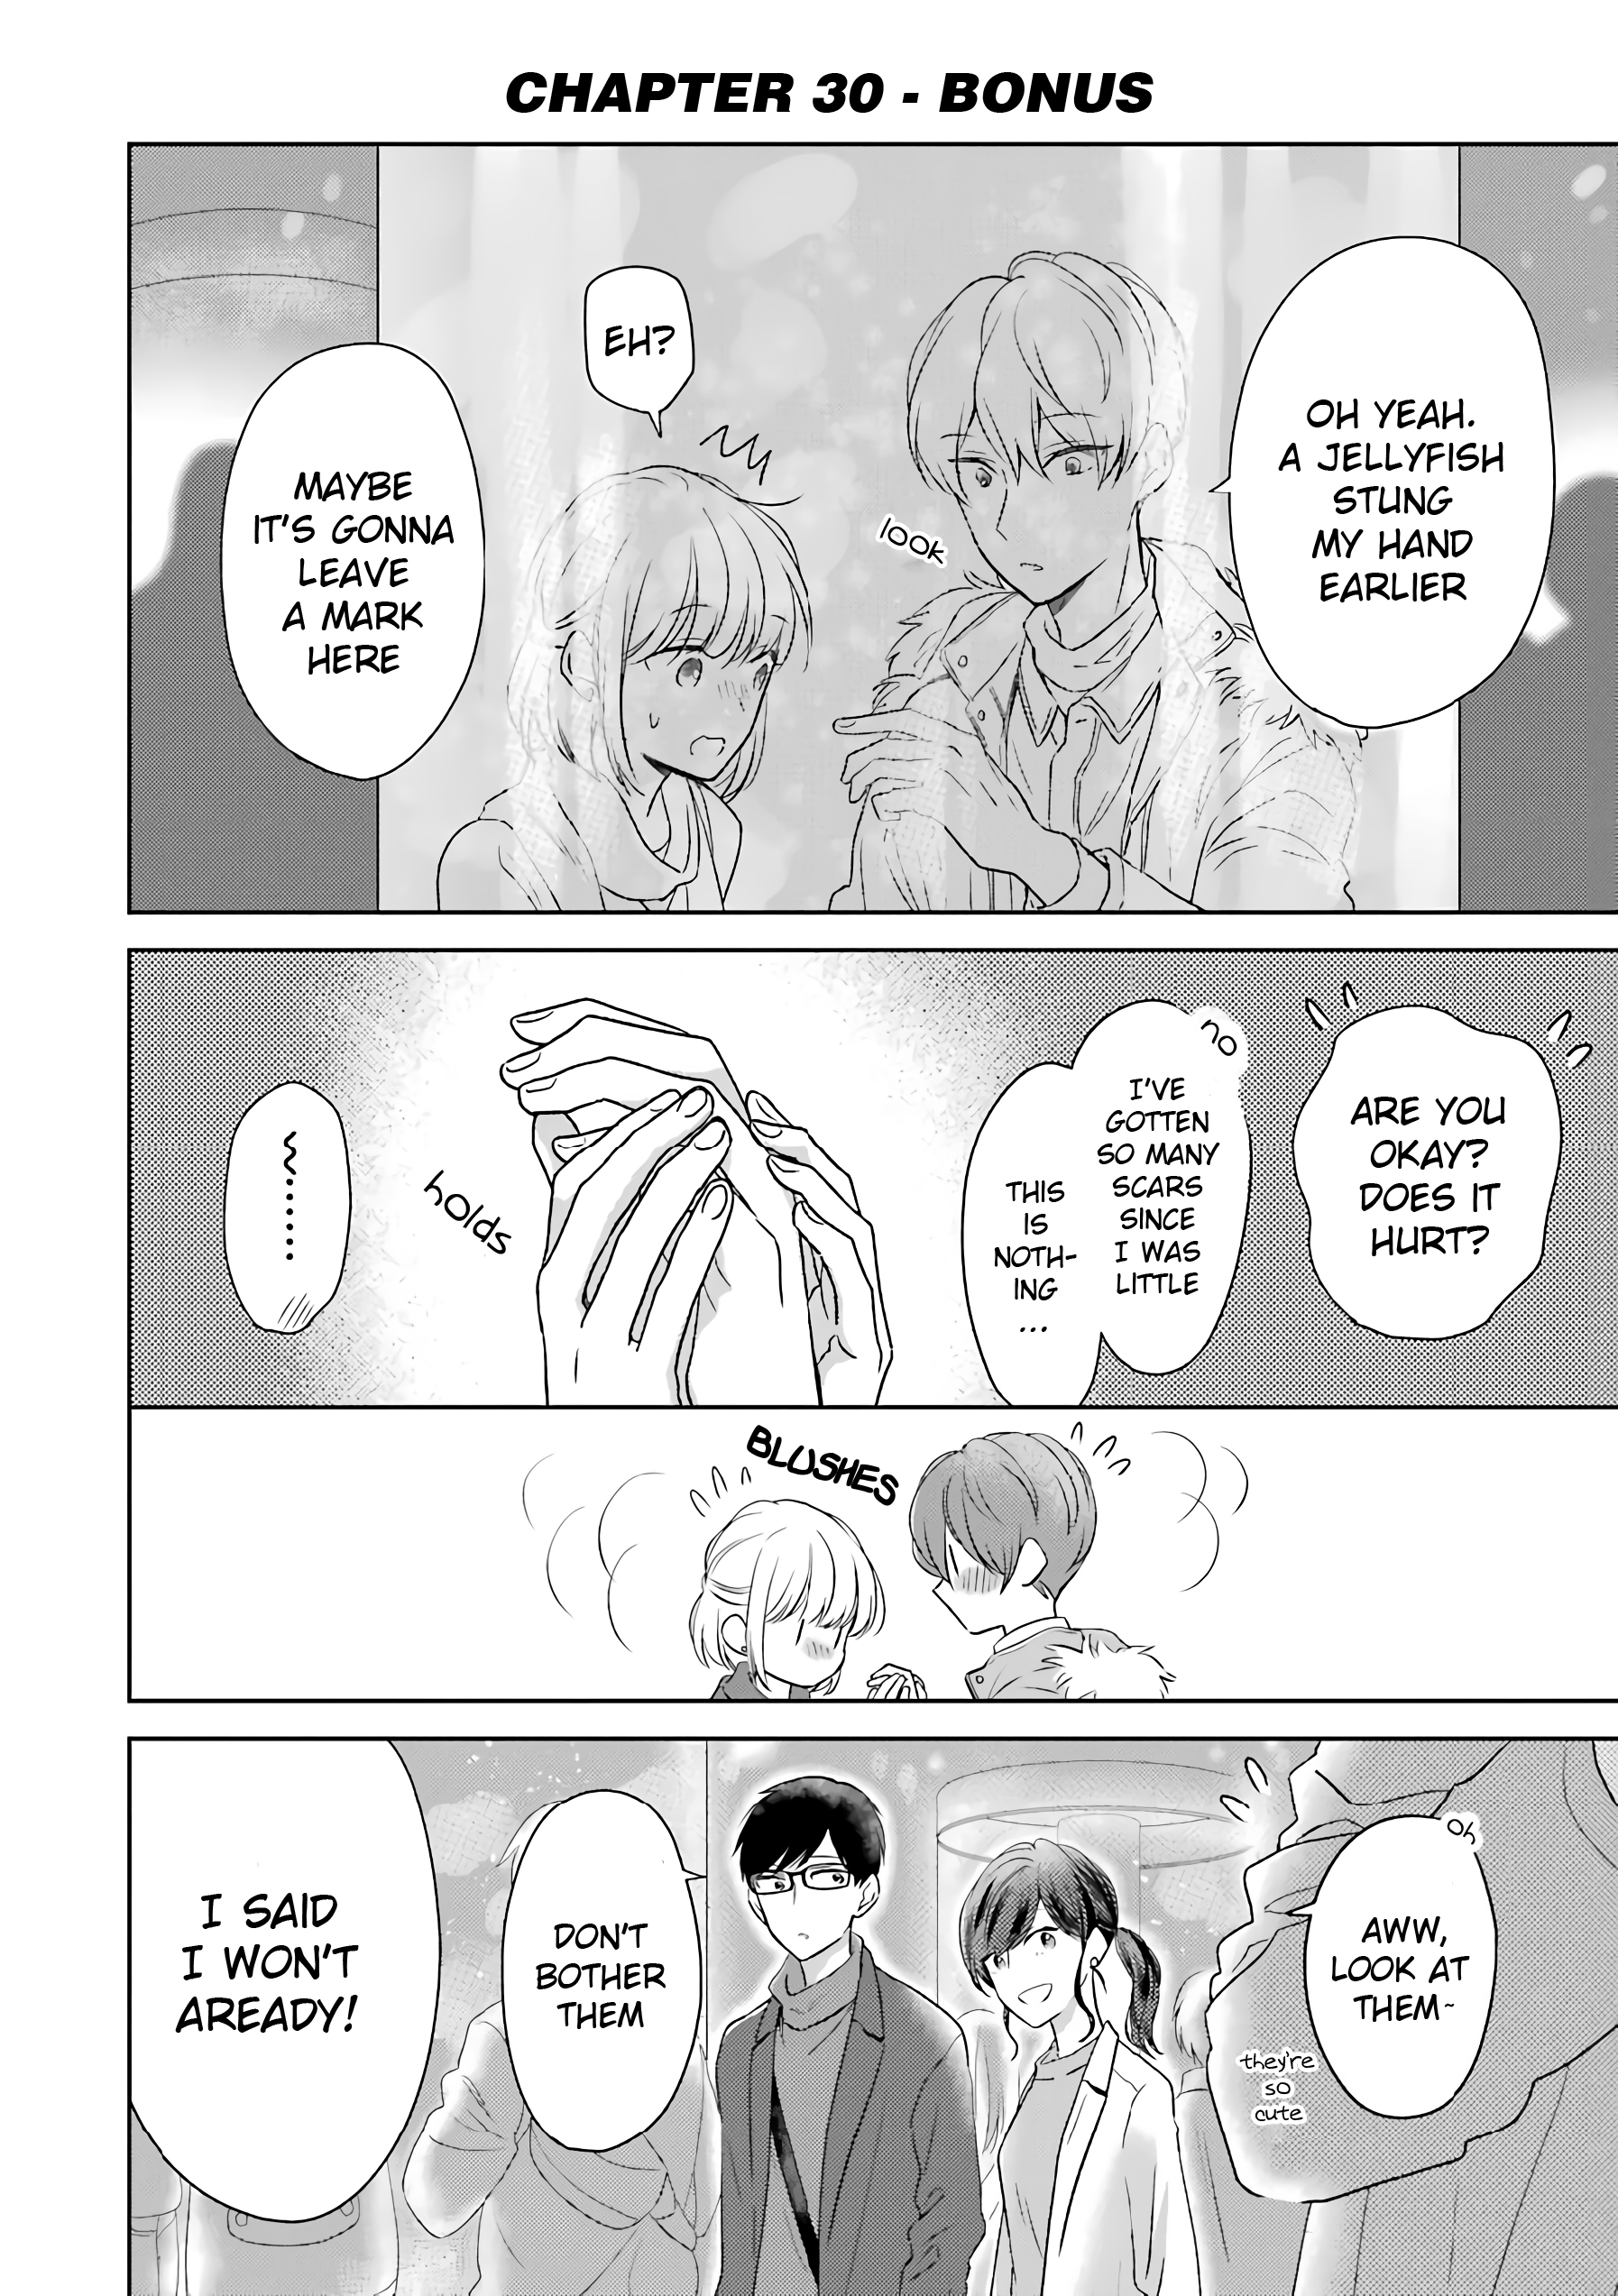 CHAPTER 30 - BONUS
OH YEAH.
A JELLYFISH
STUNG
MY HAND
EARLIER
look
EH?
MAYBE
IT'S GONNA
LEAVE
A MARK
HERE
ARE YOU
OKAY?
DOES IT
HURT?
no
I'VE
GOTTEN
SO MANY
SCARS
SINCE
I WAS
LITTLE
THIS
IS
NOTH-
ING
...
holds
BLUSHES
oh
AWW,
LOOK AT
THEM~
they're
so
cute
DON'T
BOTHER
THEM
I SAID
I WON'T
AREADY!